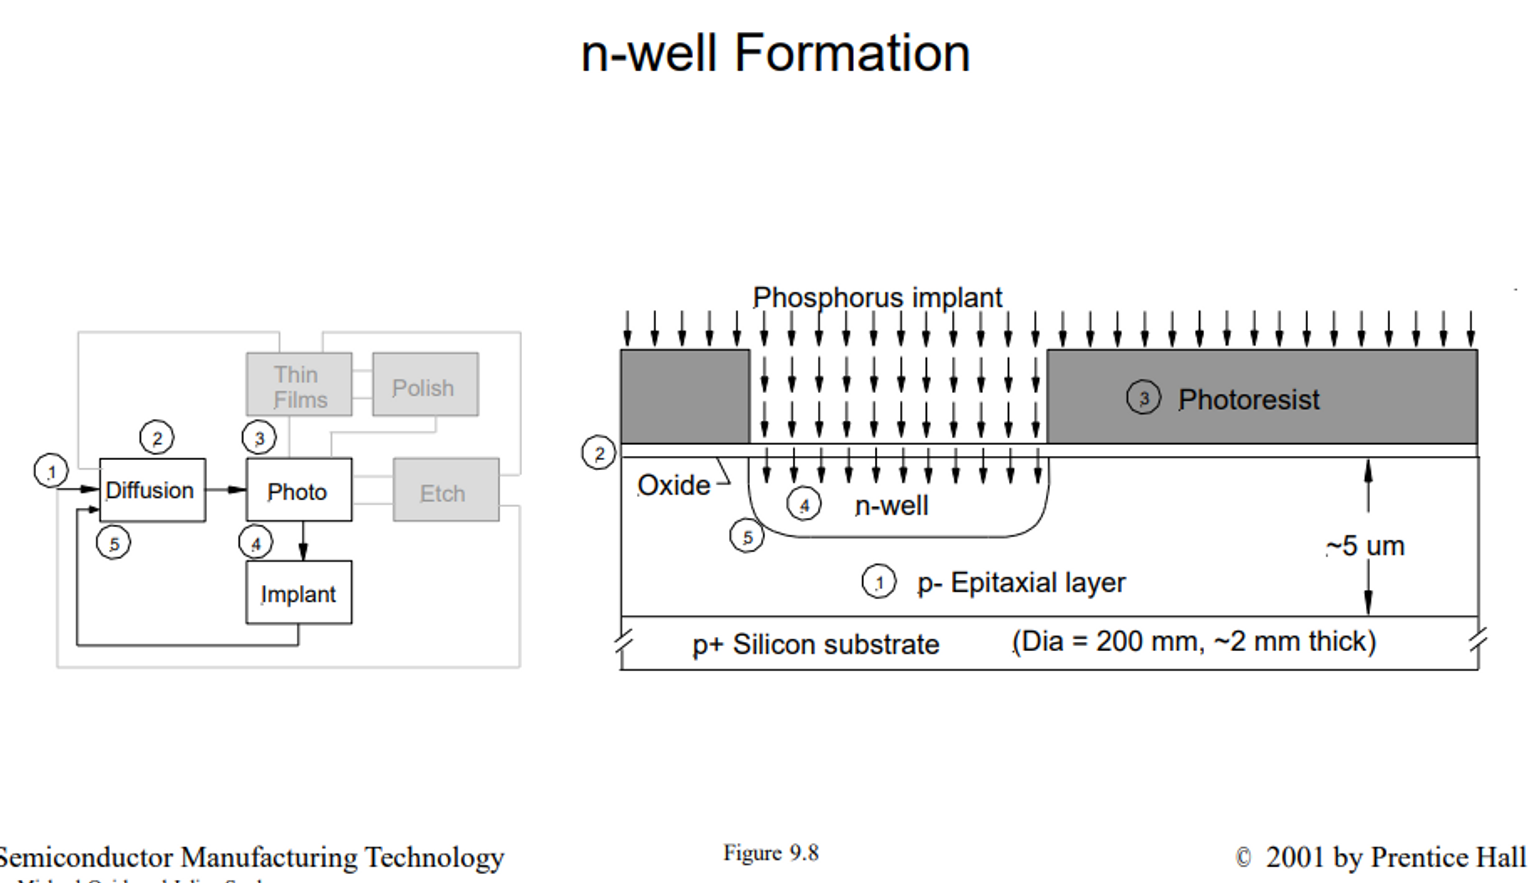 n-well Formation
Phosphorus implant
Thin
Films
Polish
2
3
1
Diffusion
Photo
Etch
5
4
Implant
3 Photoresist
2
Oxide
4 n-well
5
~5 um
1 p- Epitaxial layer
p+ Silicon substrate (Dia = 200 mm, ~2 mm thick)
Semiconductor Manufacturing Technology
Figure 9.8
© 2001 by Prentice Hall